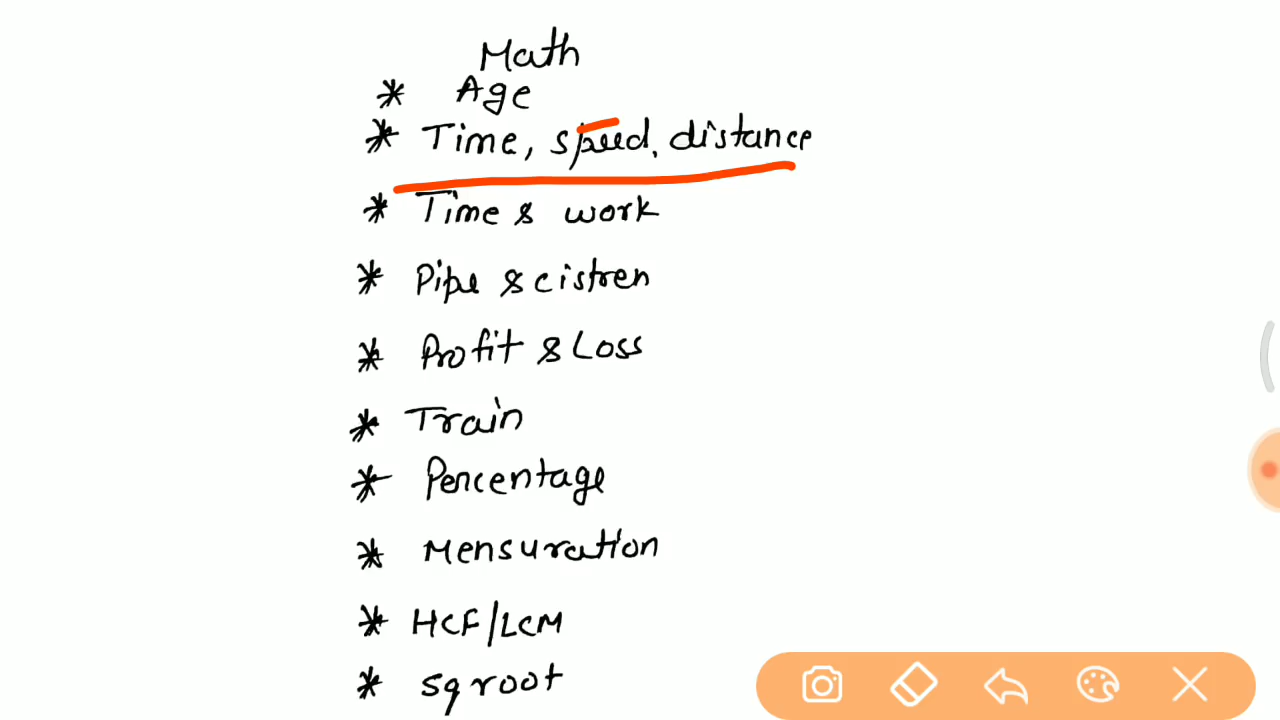 Math
* Age
* Time, speed, distance
* Time & work
* Pipe & cistren
* Profit & Loss
* Train
* Percentage
* Mensuration
* HCF/LCM
* sq root